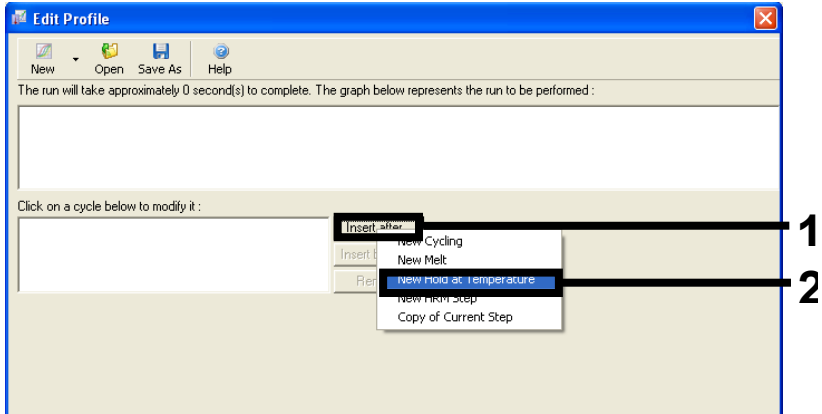 Edit Profile
New Open Save As Help
The run will take approximately 0 second(s) to complete. The graph below represents the run to be performed :
Click on a cycle below to modify it :
Insert after
1
New Cycling
Insert
New Melt
New Hold at Temperature
2
New HRM Step
Copy of Current Step